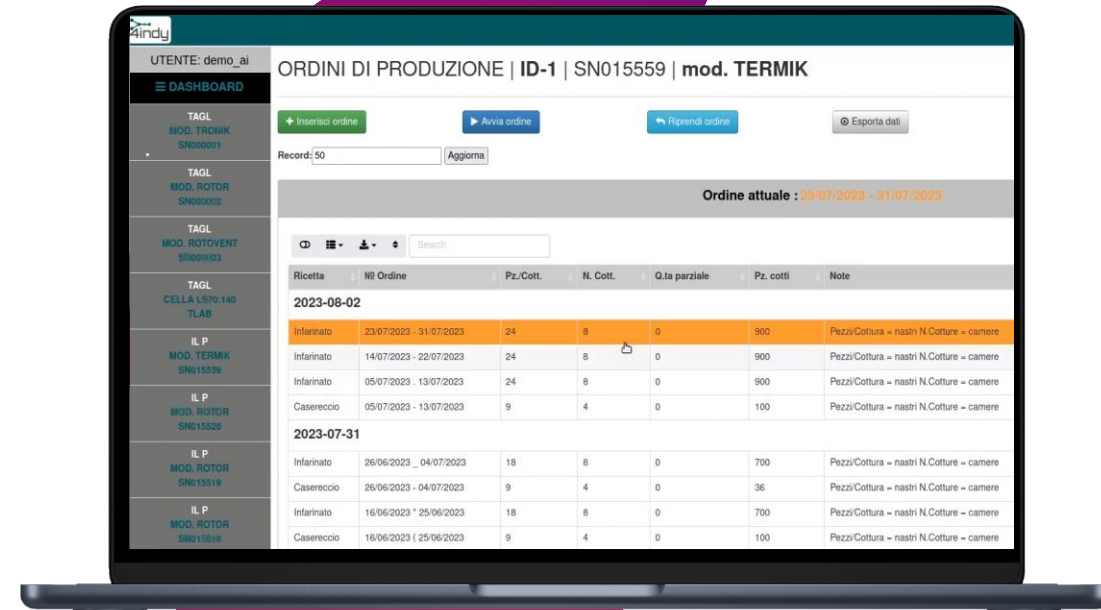 4indy
UTENTE: demo_ai
☰ DASHBOARD
TAGL
MOD. TRONIK
SN000001
TAGL
MOD. ROTOR
SN000002
TAGL
MOD. ROTOVENT
SN000003
TAGL
CELLA L570.140
TLAB
IL P
MOD. TERMIK
SN015559
IL P
MOD. ROTOR
SN015520
IL P
MOD. ROTOR
SN015519
IL P
MOD. ROTOR
SN015518
ORDINI DI PRODUZIONE | ID-1 | SN015559 | mod. TERMIK
+ Inserisci ordine Avvia ordine Riprendi ordine Esporta dati
Record: 50 Aggiorna
Ordine attuale : 23/07/2023 - 31/07/2023
Search
Ricetta Nº Ordine Pz./Cott. N. Cott. Q.ta parziale Pz. cotti Note
2023-08-02
Infarinato 23/07/2023 - 31/07/2023 24 8 0 900 Pezzi/Cottura = nastri N.Cotture = camere
Infarinato 14/07/2023 - 22/07/2023 24 8 0 900 Pezzi/Cottura = nastri N.Cotture = camere
Infarinato 05/07/2023 . 13/07/2023 24 8 0 900 Pezzi/Cottura = nastri N.Cotture = camere
Casereccio 05/07/2023 - 13/07/2023 9 4 0 100 Pezzi/Cottura = nastri N.Cotture = camere
2023-07-31
Infarinato 26/06/2023 _ 04/07/2023 18 8 0 700 Pezzi/Cottura = nastri N.Cotture = camere
Casereccio 26/06/2023 - 04/07/2023 9 4 0 36 Pezzi/Cottura = nastri N.Cotture = camere
Infarinato 16/06/2023 * 25/06/2023 18 8 0 700 Pezzi/Cottura = nastri N.Cotture = camere
Casereccio 16/06/2023 ( 25/06/2023 9 4 0 100 Pezzi/Cottura = nastri N.Cotture = camere